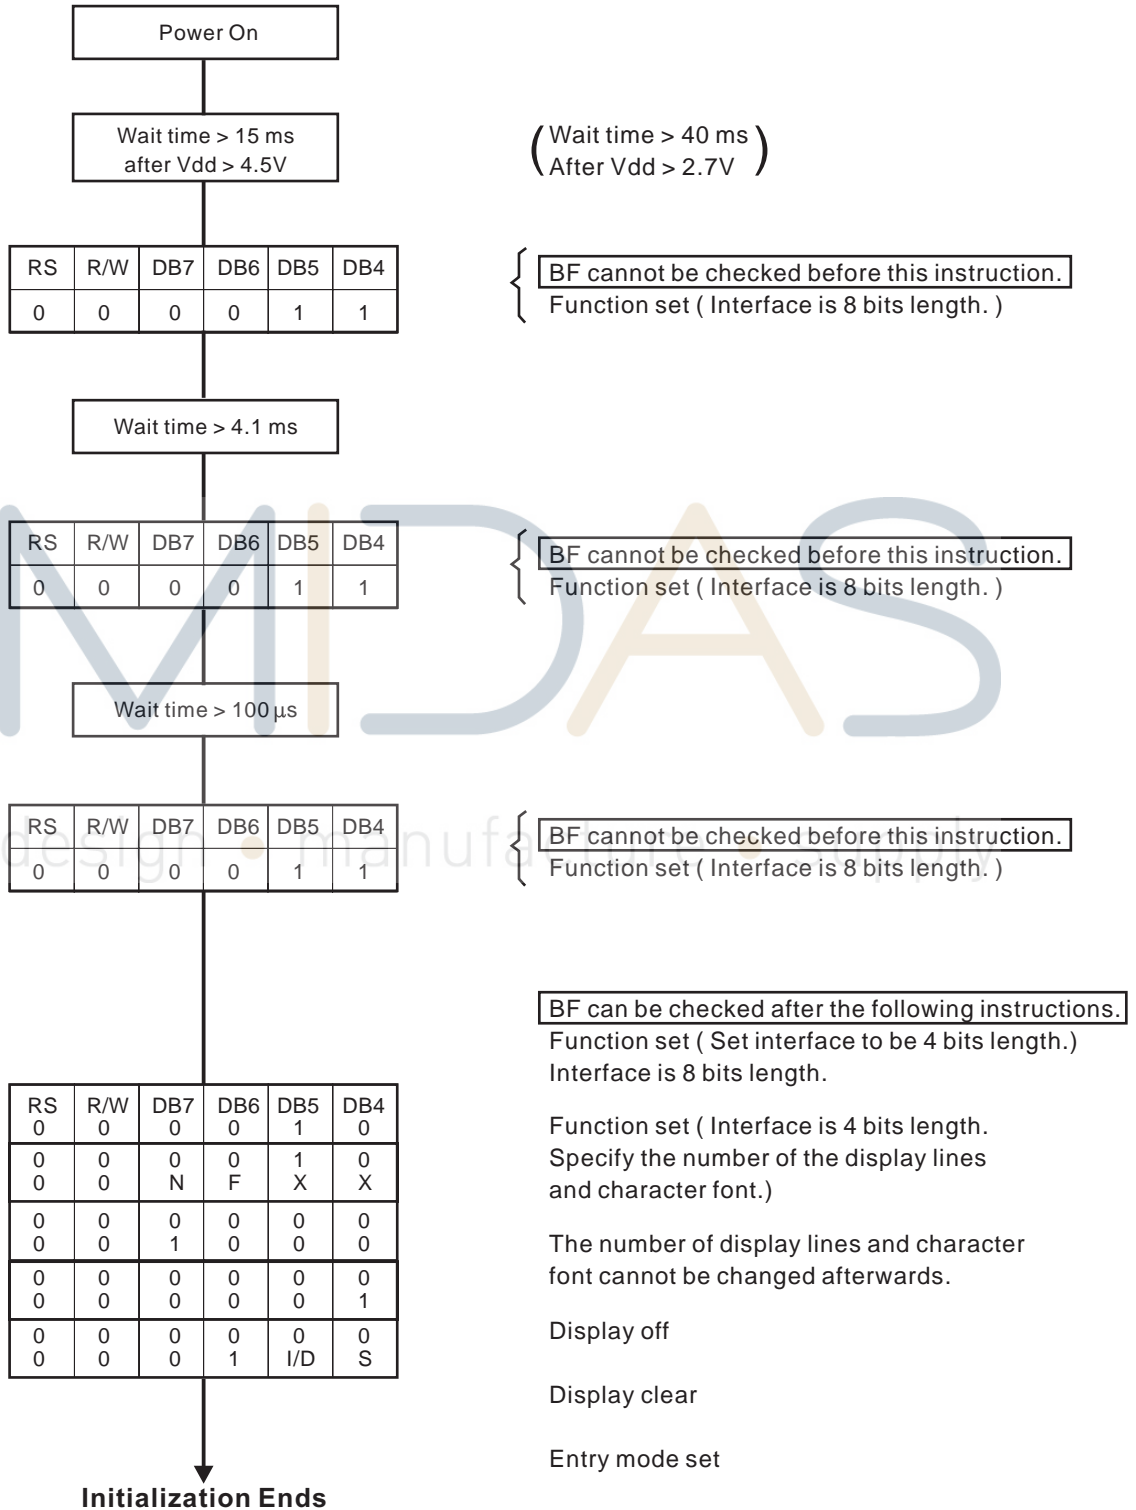 Power On
Wait time > 15 ms
after Vdd > 4.5V
(Wait time > 40 ms)
After Vdd > 2.7V
RS R/W DB7 DB6 DB5 DB4
0 0 0 0 1 1
BF cannot be checked before this instruction.
Function set ( Interface is 8 bits length. )
Wait time > 4.1 ms
RS R/W DB7 DB6 DB5 DB4
0 0 0 0 1 1
BF cannot be checked before this instruction.
Function set ( Interface is 8 bits length. )
MIDAS
Wait time > 100 µs
RS R/W DB7 DB6 DB5 DB4
0 0 0 0 1 1
BF cannot be checked before this instruction.
Function set ( Interface is 8 bits length. )
design • manufacture • supply
BF can be checked after the following instructions.
Function set ( Set interface to be 4 bits length.)
Interface is 8 bits length.
RS R/W DB7 DB6 DB5 DB4
0 0 0 0 1 0
0 0 0 0 1 0
0 0 N F X X
0 0 0 0 0 0
0 0 1 0 0 0
0 0 0 0 0 0
0 0 0 0 0 1
0 0 0 0 0 0
0 0 0 1 I/D S
Function set ( Interface is 4 bits length.
Specify the number of the display lines
and character font.)
The number of display lines and character
font cannot be changed afterwards.
Display off
Display clear
Entry mode set
Initialization Ends